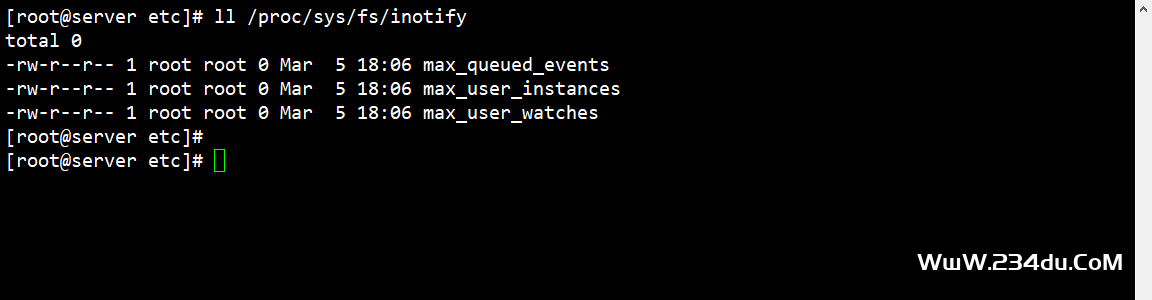 [root@server etc]# ll /proc/sys/fs/inotify
total 0
-rw-r--r-- 1 root root 0 Mar  5 18:06 max_queued_events
-rw-r--r-- 1 root root 0 Mar  5 18:06 max_user_instances
-rw-r--r-- 1 root root 0 Mar  5 18:06 max_user_watches
[root@server etc]#
[root@server etc]#
WuW.234du.CoM